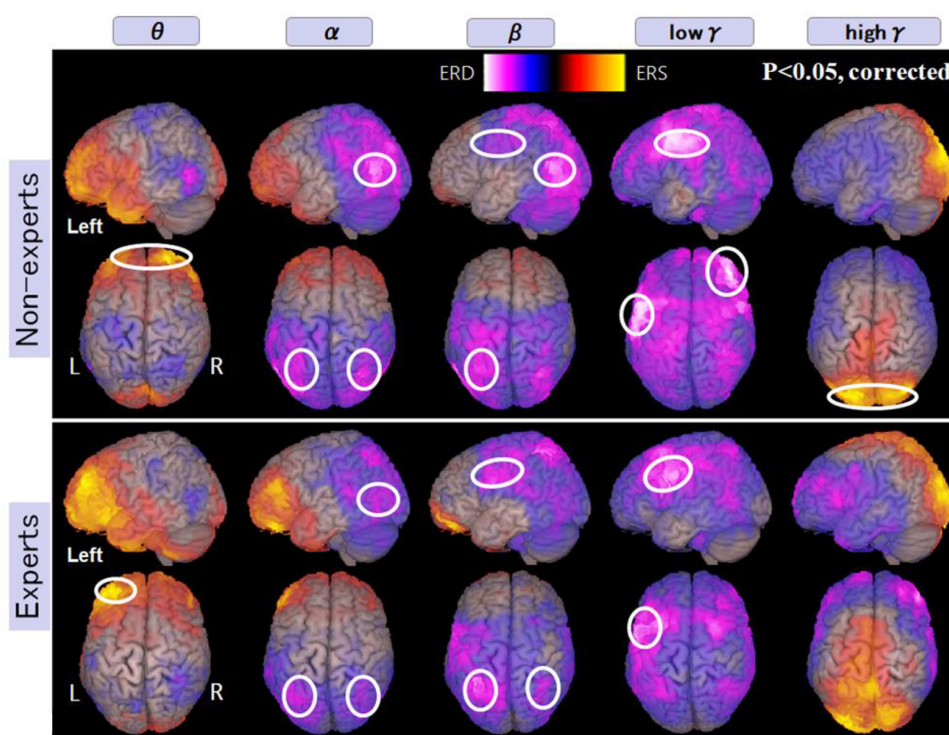 θ α β low γ high γ
ERD ERS P<0.05, corrected
Non-experts
Left
L R
Experts
Left
L R